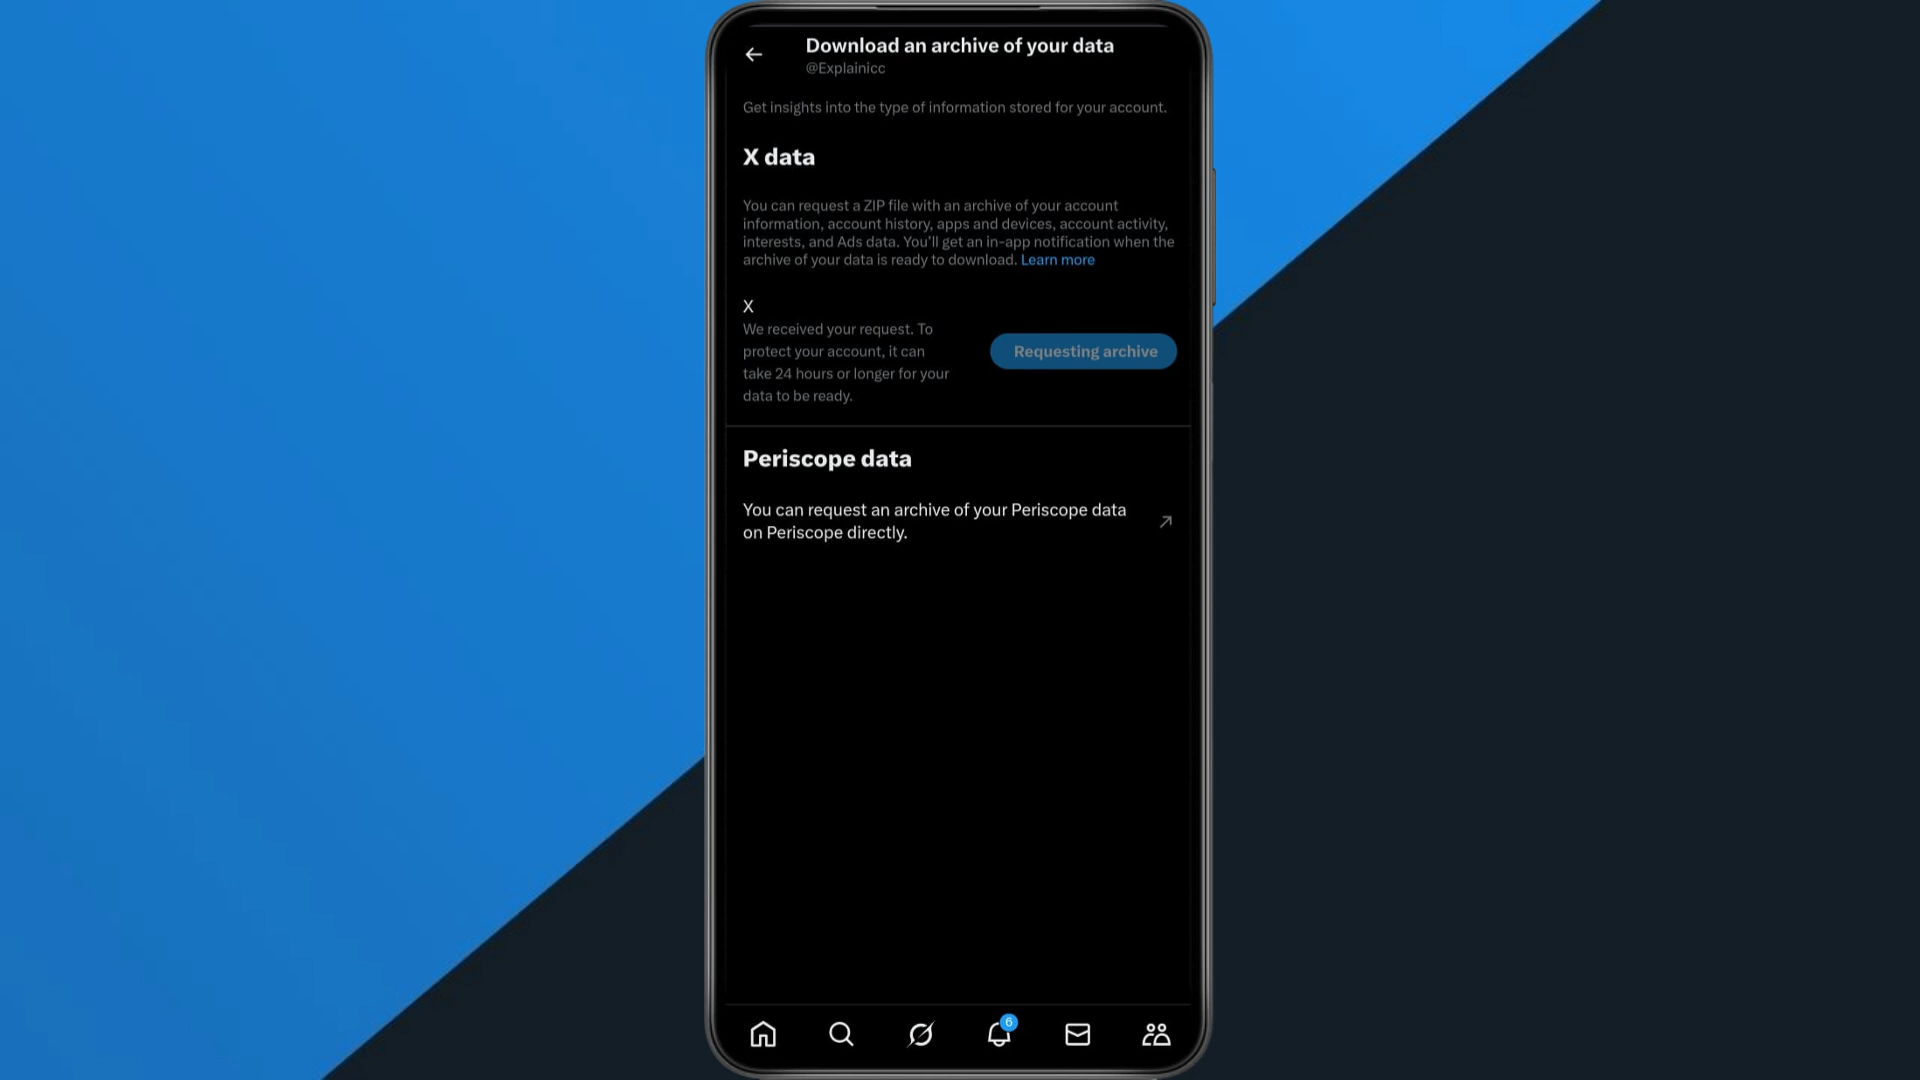 Download an archive of your data
@Explainicc
Get insights into the type of information stored for your account.
X data
You can request a ZIP file with an archive of your account
information, account history, apps and devices, account activity,
interests, and Ads data. You'll get an in-app notification when the
archive of your data is ready to download. Learn more
X
We received your request. To
protect your account, it can
take 24 hours or longer for your
data to be ready.
Requesting archive
Periscope data
You can request an archive of your Periscope data
on Periscope directly.
6